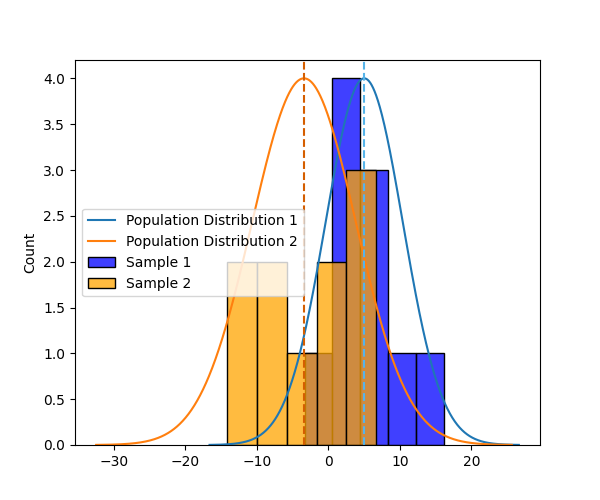 4.0
3.5
3.0
2.5
2.0
1.5
1.0
0.5
0.0
Count
Population Distribution 1
Population Distribution 2
Sample 1
Sample 2
−30 −20 −10 0 10 20